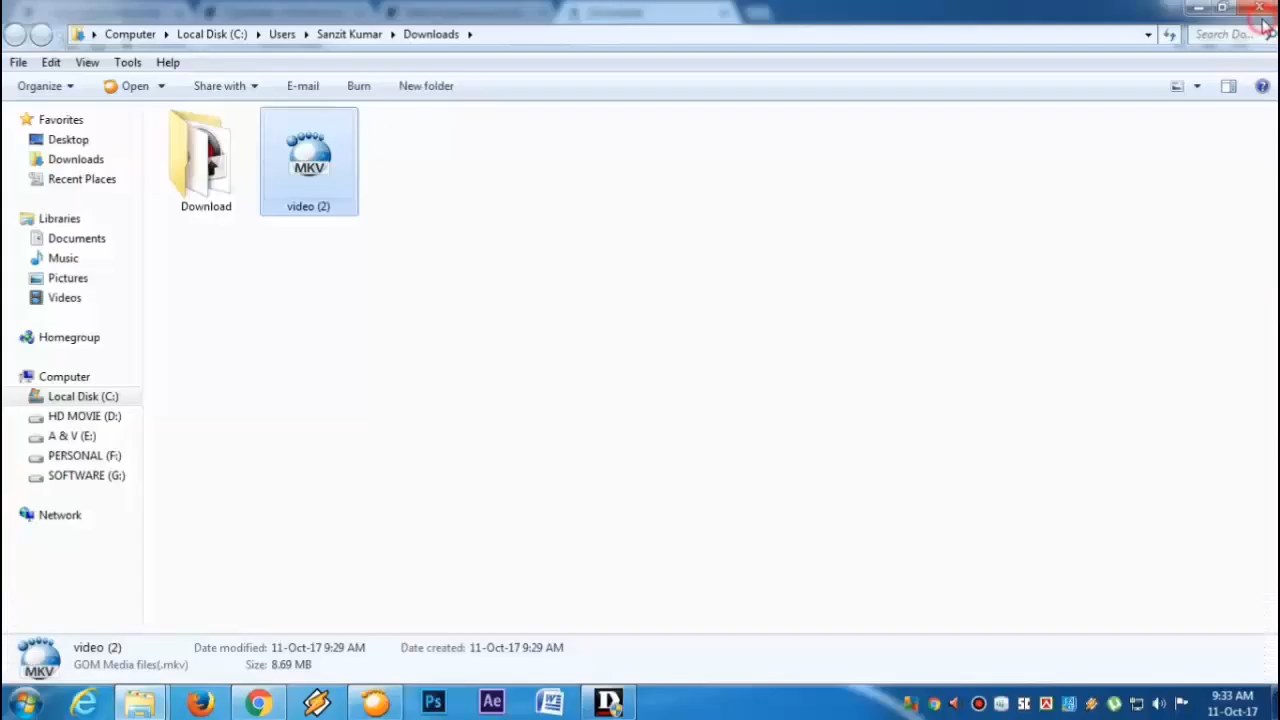 Computer Local Disk (C:) Users Sanzit Kumar Downloads
Search Do...
File Edit View Tools Help
Organize Open Share with E-mail Burn New folder
Favorites
Desktop
Downloads
Recent Places
Libraries
Documents
Music
Pictures
Videos
Homegroup
Computer
Local Disk (C:)
HD MOVIE (D:)
A & V (E:)
PERSONAL (F:)
SOFTWARE (G:)
Network
Download
MKV
video (2)
video (2) Date modified: 11-Oct-17 9:29 AM Date created: 11-Oct-17 9:29 AM
GOM Media files(.mkv) Size: 8.69 MB
MKV
Ps
Ae
D
9:33 AM
11-Oct-17